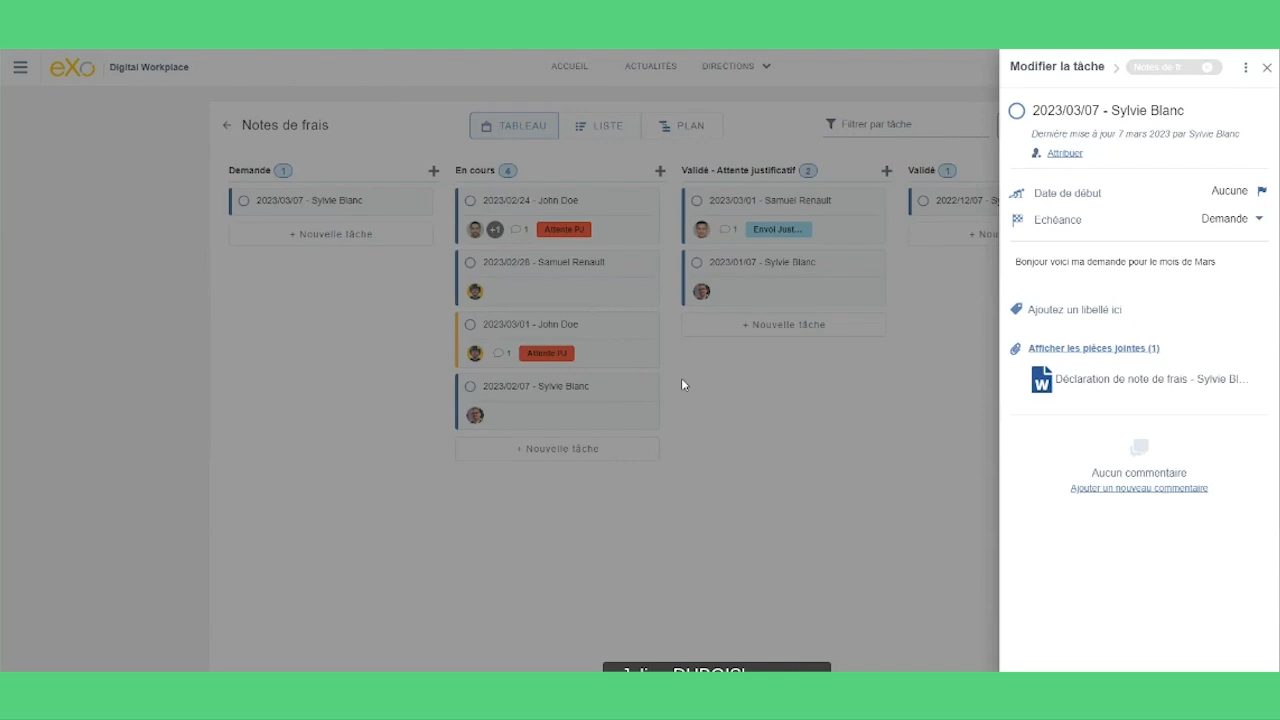 eXo Digital Workplace
ACCUEIL
ACTUALITÉS
DIRECTIONS
Notes de frais
TABLEAU
LISTE
PLAN
Filtrer par tâche
Demande 1
2023/03/07 - Sylvie Blanc
+ Nouvelle tâche
En cours 4
2023/02/24 - John Doe
+1
1
Attente PJ
2023/02/28 - Samuel Renault
2023/03/01 - John Doe
1
Attente PJ
2023/02/07 - Sylvie Blanc
+ Nouvelle tâche
Validé - Attente justificatif 2
2023/03/01 - Samuel Renault
1
Envoi Just...
2023/01/07 - Sylvie Blanc
+ Nouvelle tâche
Validé 1
2022/12/07 - S
+ Nou
Modifier la tâche
Notes de fr
2023/03/07 - Sylvie Blanc
Dernière mise à jour 7 mars 2023 par Sylvie Blanc
Attribuer
Date de début
Aucune
Echéance
Demande
Bonjour voici ma demande pour le mois de Mars
Ajoutez un libellé ici
Afficher les pièces jointes (1)
W
Déclaration de note de frais - Sylvie Bl...
Aucun commentaire
Ajouter un nouveau commentaire